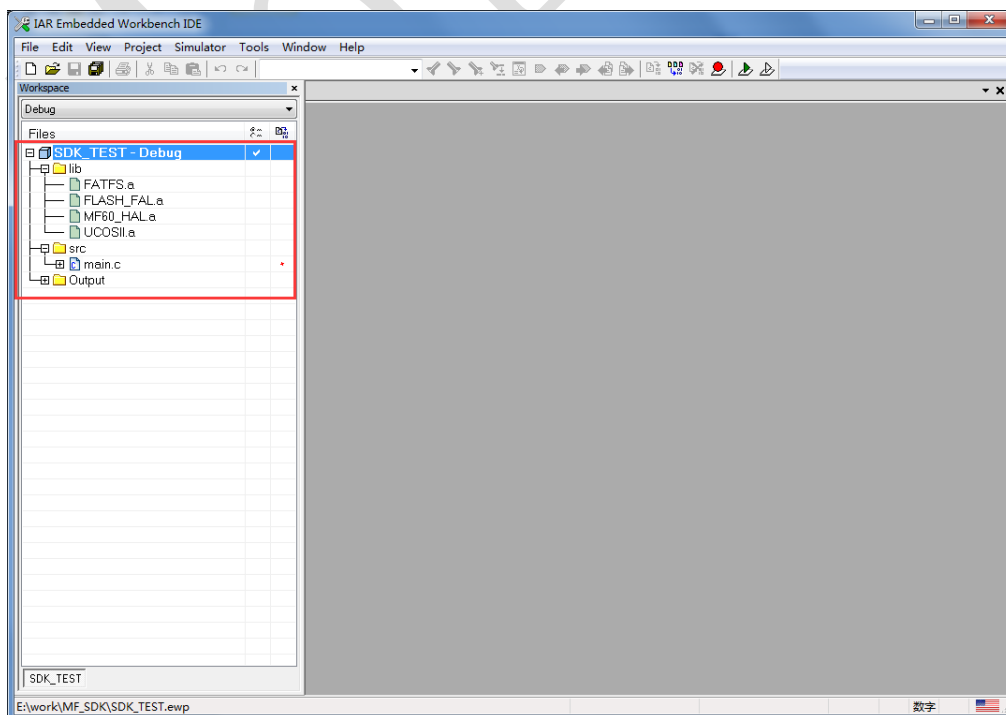 IAR Embedded Workbench IDE
File Edit View Project Simulator Tools Window Help
Workspace
Debug
Files
SDK_TEST - Debug
lib
FATFS.a
FLASH_FAL.a
MF60_HAL.a
UCOSII.a
src
main.c
Output
SDK_TEST
E:\work\MF_SDK\SDK_TEST.ewp 数字